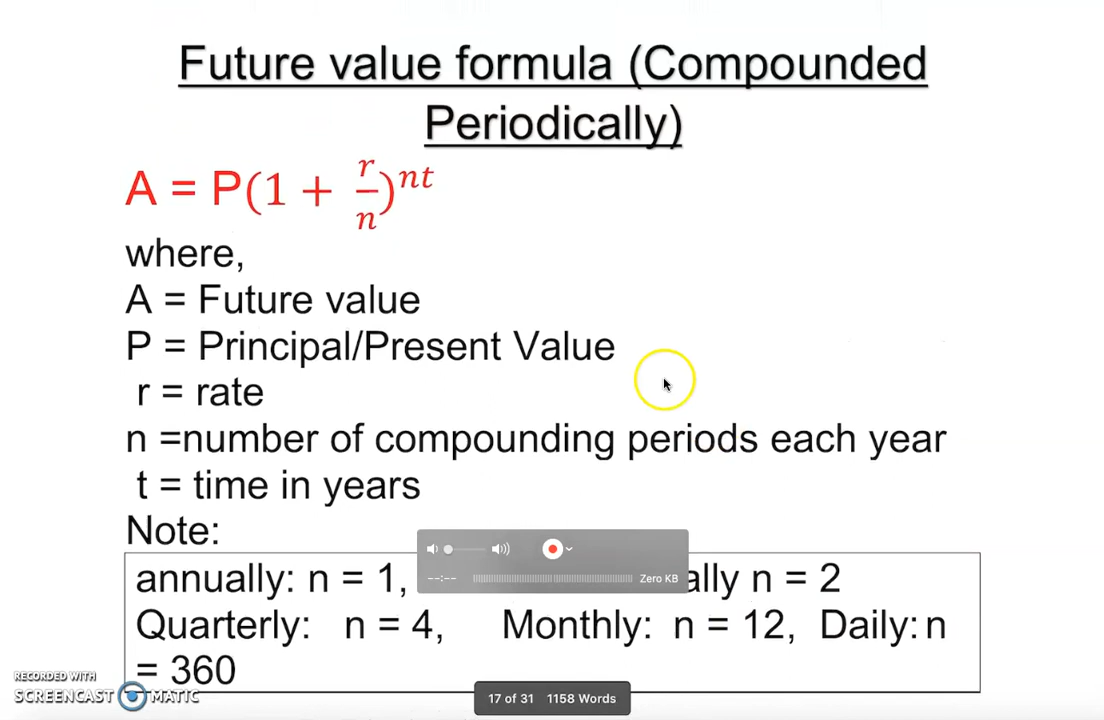 Future value formula (Compounded
Periodically)
A = P(1 + r/n)^nt
where,
A = Future value
P = Principal/Present Value
r = rate
n =number of compounding periods each year
t = time in years
Note:
annually: n = 1, ally n = 2
Quarterly: n = 4, Monthly: n = 12, Daily: n
= 360
--:-- Zero KB
RECORDED WITH
SCREENCAST MATIC
17 of 31 1158 Words